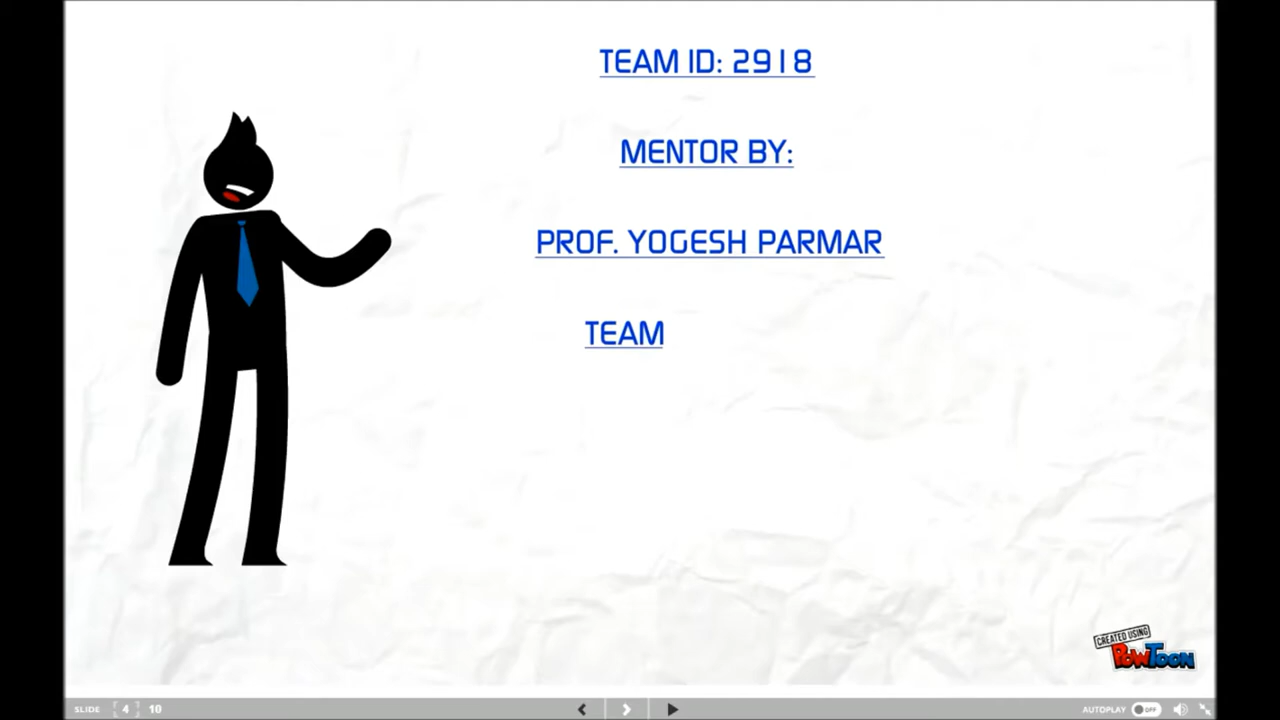 TEAM ID: 2918
MENTOR BY:
PROF. YOGESH PARMAR
TEAM
CREATED USING
POWTOON
SLIDE 4 10
AUTOPLAY OFF